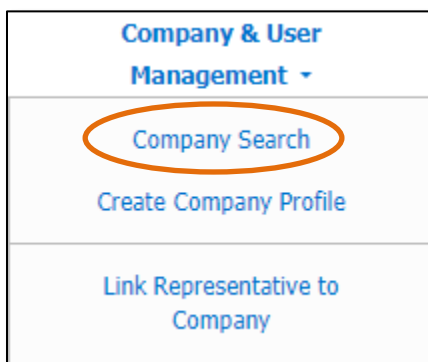 Company & User
Management
Company Search
Create Company Profile
Link Representative to
Company